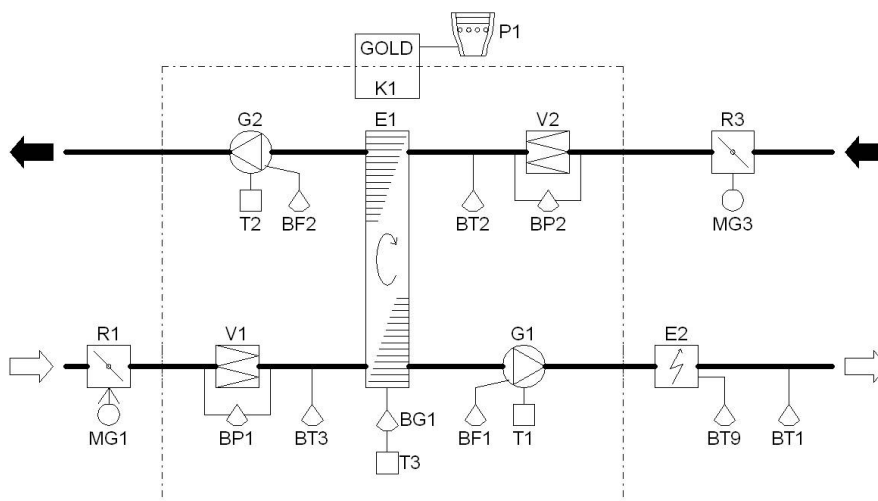 P1
GOLD
K1
G2 E1 V2 R3
T2 BF2 BT2 BP2 MG3
R1 V1 G1 E2
MG1 BP1 BT3 BG1 BF1 T1 BT9 BT1
T3